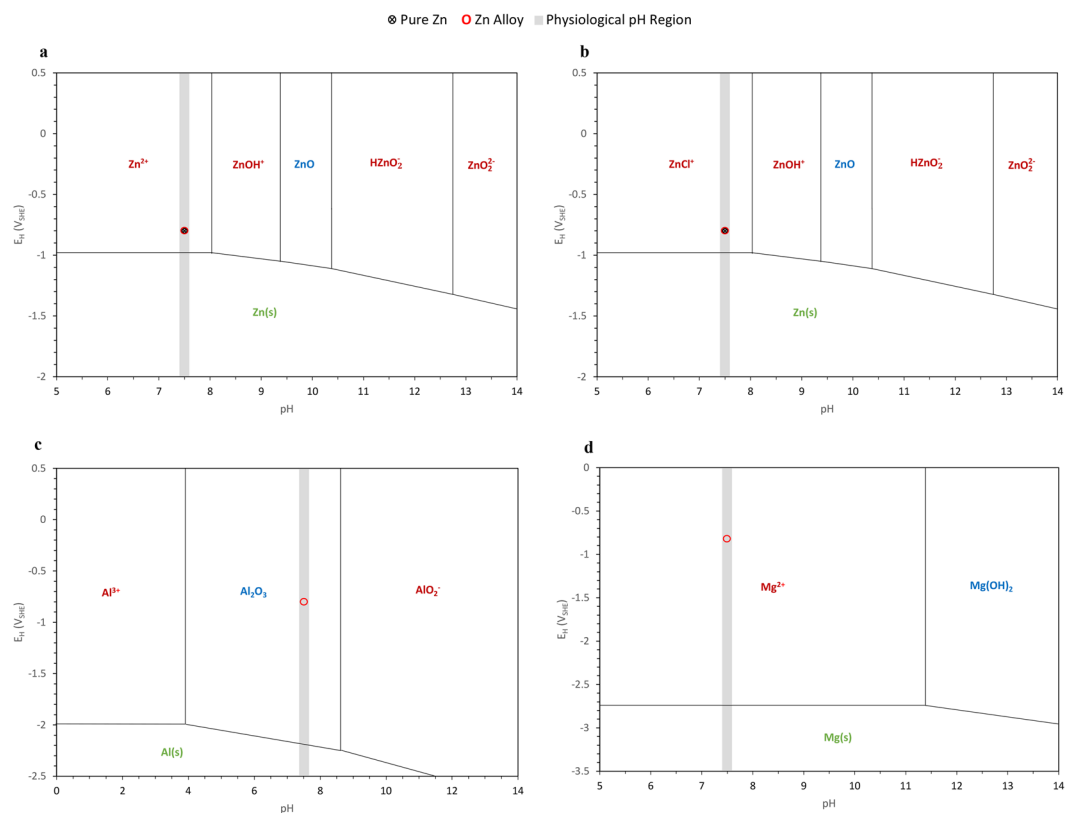 Pure Zn Zn Alloy Physiological pH Region
a
0.5
0
-0.5
-1
-1.5
-2
E_H (V_SHE)
Zn²⁺
ZnOH⁺
ZnO
HZnO₂⁻
ZnO₂²⁻
Zn(s)
5 6 7 8 9 10 11 12 13 14
pH
b
0.5
0
-0.5
-1
-1.5
-2
E_H (V_SHE)
ZnCl⁺
ZnOH⁺
ZnO
HZnO₂⁻
ZnO₂²⁻
Zn(s)
5 6 7 8 9 10 11 12 13 14
pH
c
0.5
0
-0.5
-1
-1.5
-2
-2.5
E_H (V_SHE)
Al³⁺
Al₂O₃
AlO₂⁻
Al(s)
0 2 4 6 8 10 12 14
pH
d
0
-0.5
-1
-1.5
-2
-2.5
-3
-3.5
E_H (V_SHE)
Mg²⁺
Mg(OH)₂
Mg(s)
5 6 7 8 9 10 11 12 13 14
pH